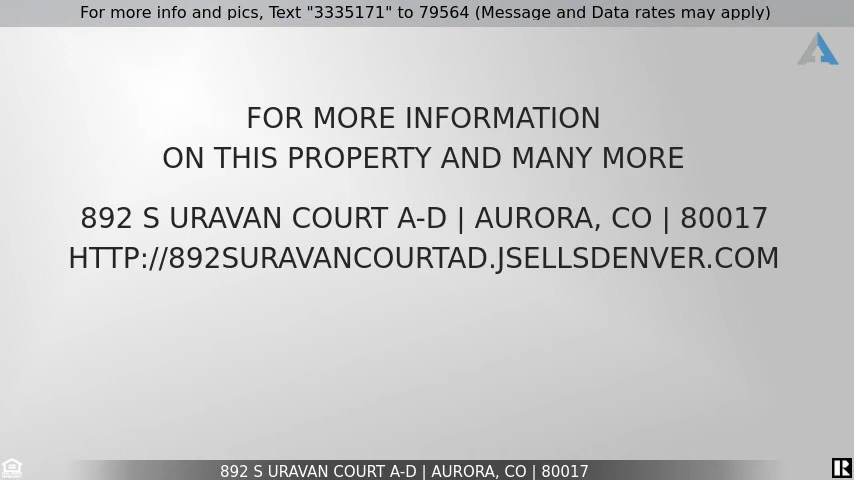 For more info and pics, Text "3335171" to 79564 (Message and Data rates may apply)
FOR MORE INFORMATION
ON THIS PROPERTY AND MANY MORE
892 S URAVAN COURT A-D | AURORA, CO | 80017
HTTP://892SURAVANCOURTAD.JSELLSDENVER.COM
892 S URAVAN COURT A-D | AURORA, CO | 80017